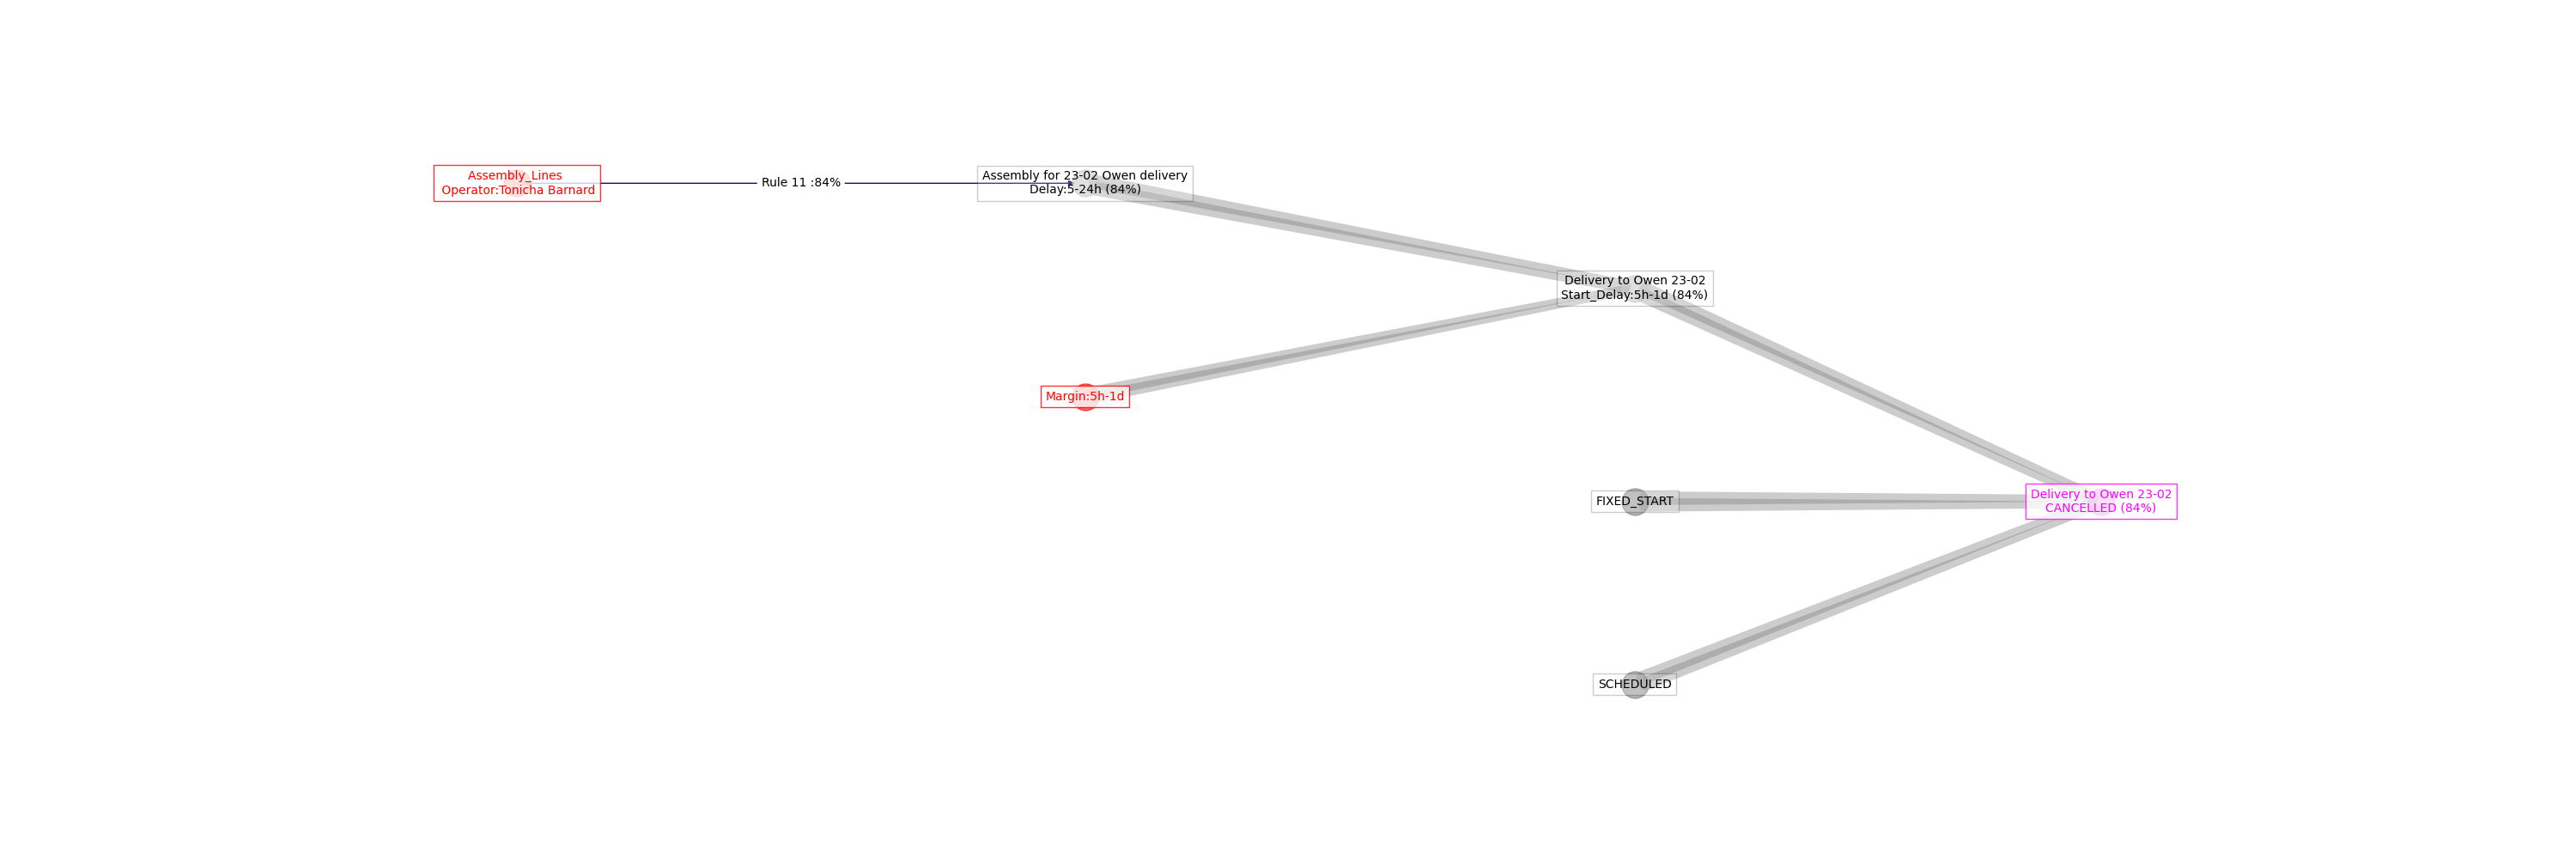 Assembly_Lines
Operator:Tonicha Barnard
Rule 11 :84%
Assembly for 23-02 Owen delivery
Delay:5-24h (84%)
Delivery to Owen 23-02
Start_Delay:5h-1d (84%)
Margin:5h-1d
FIXED_START
Delivery to Owen 23-02
CANCELLED (84%)
SCHEDULED